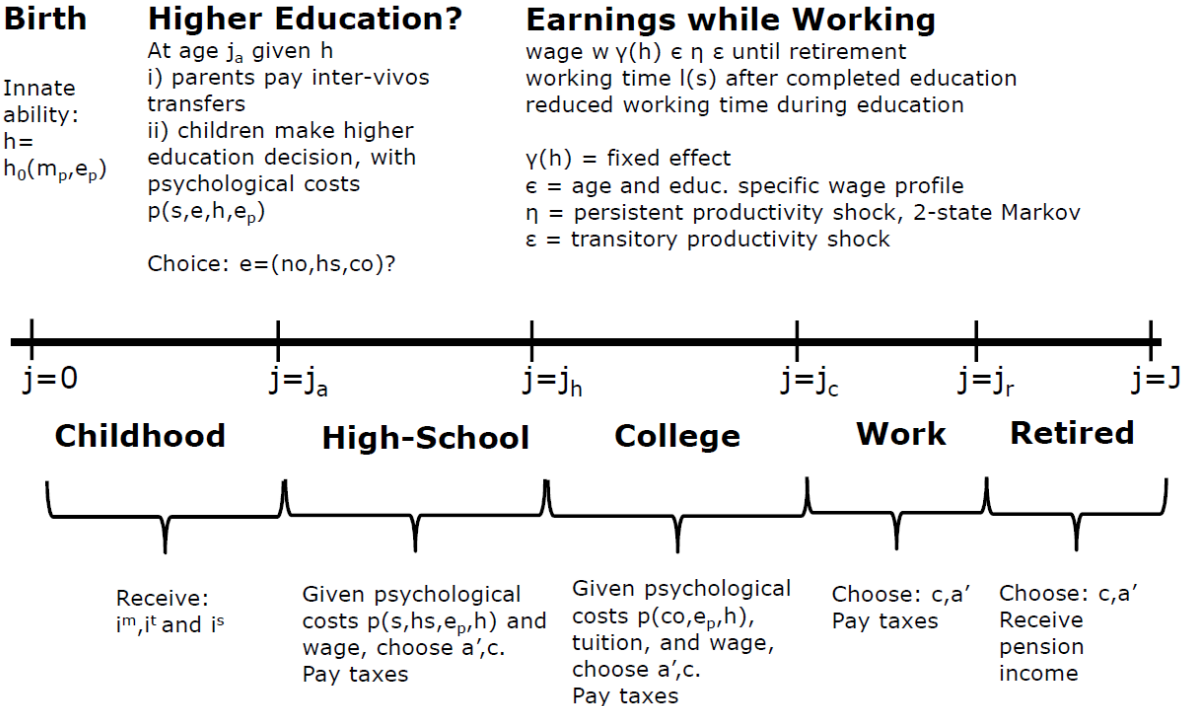 Birth
Innate
ability:
h=
h₀(mₚ,eₚ)
Higher Education?
At age jₐ given h
i) parents pay inter-vivos
transfers
ii) children make higher
education decision, with
psychological costs
p(s,e,h,eₚ)
Choice: e=(no,hs,co)?
Earnings while Working
wage w γ(h) ϵ η ε until retirement
working time l(s) after completed education
reduced working time during education
γ(h) = fixed effect
ϵ = age and educ. specific wage profile
η = persistent productivity shock, 2-state Markov
ε = transitory productivity shock
j=0
j=jₐ
j=jₕ
j=j_c
j=jᵣ
j=J
Childhood
High-School
College
Work
Retired
Receive:
iᵐ,iᵗ and iˢ
Given psychological
costs p(s,hs,eₚ,h) and
wage, choose a’,c.
Pay taxes
Given psychological
costs p(co,eₚ,h),
tuition, and wage,
choose a’,c.
Pay taxes
Choose: c,a’
Pay taxes
Choose: c,a’
Receive
pension
income